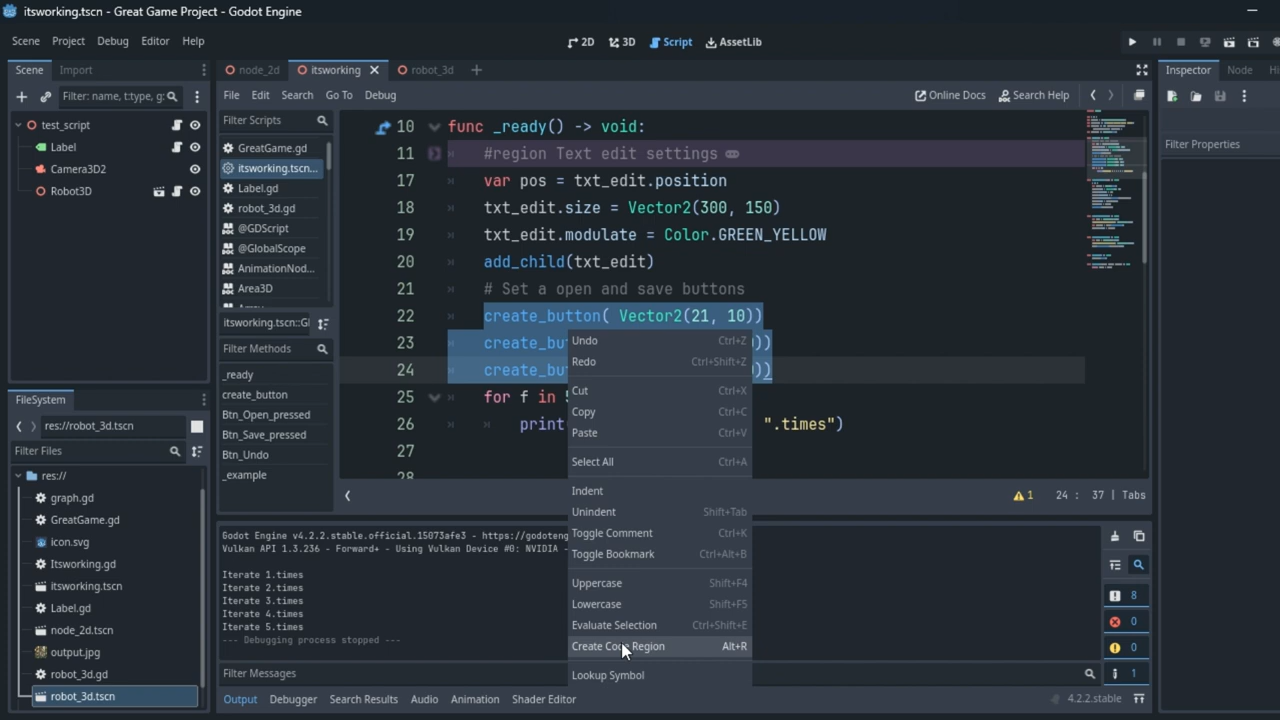 itsworking.tscn - Great Game Project - Godot Engine
Scene Project Debug Editor Help
2D 3D Script AssetLib
Scene Import
Filter: name, t:type, g:
test_script
Label
Camera3D2
Robot3D
FileSystem
res://robot_3d.tscn
Filter Files
res://
graph.gd
GreatGame.gd
icon.svg
Itsworking.gd
itsworking.tscn
Label.gd
node_2d.tscn
output.jpg
robot_3d.gd
robot_3d.tscn
node_2d itsworking robot_3d
File Edit Search Go To Debug
Online Docs Search Help
Filter Scripts
GreatGame.gd
itsworking.tscn...
Label.gd
robot_3d.gd
@GDScript
@GlobalScope
AnimationNod...
Area3D
itsworking.tscn::Gl
Filter Methods
_ready
create_button
Btn_Open_pressed
Btn_Save_pressed
Btn_Undo
_example
10 func _ready() -> void:
#region Text edit settings
var pos = txt_edit.position
txt_edit.size = Vector2(300, 150)
txt_edit.modulate = Color.GREEN_YELLOW
20 add_child(txt_edit)
21 # Set a open and save buttons
22 create_button( Vector2(21, 10))
23 create_bu ))
24 create_bu ))
25 for f in
26 print ".times")
27
28
Undo Ctrl+Z
Redo Ctrl+Shift+Z
Cut Ctrl+X
Copy Ctrl+C
Paste Ctrl+V
Select All Ctrl+A
Indent
Unindent Shift+Tab
Toggle Comment Ctrl+K
Toggle Bookmark Ctrl+Alt+B
Uppercase Shift+F4
Lowercase Shift+F5
Evaluate Selection Ctrl+Shift+E
Create Code Region Alt+R
Lookup Symbol
1 24 : 37 | Tabs
Godot Engine v4.2.2.stable.official.15073afe3 - https://godoteng
Vulkan API 1.3.236 - Forward+ - Using Vulkan Device #0: NVIDIA -
Iterate 1.times
Iterate 2.times
Iterate 3.times
Iterate 4.times
Iterate 5.times
--- Debugging process stopped ---
8
0
0
1
Filter Messages
Output Debugger Search Results Audio Animation Shader Editor
4.2.2.stable
Inspector Node Hi
Filter Properties